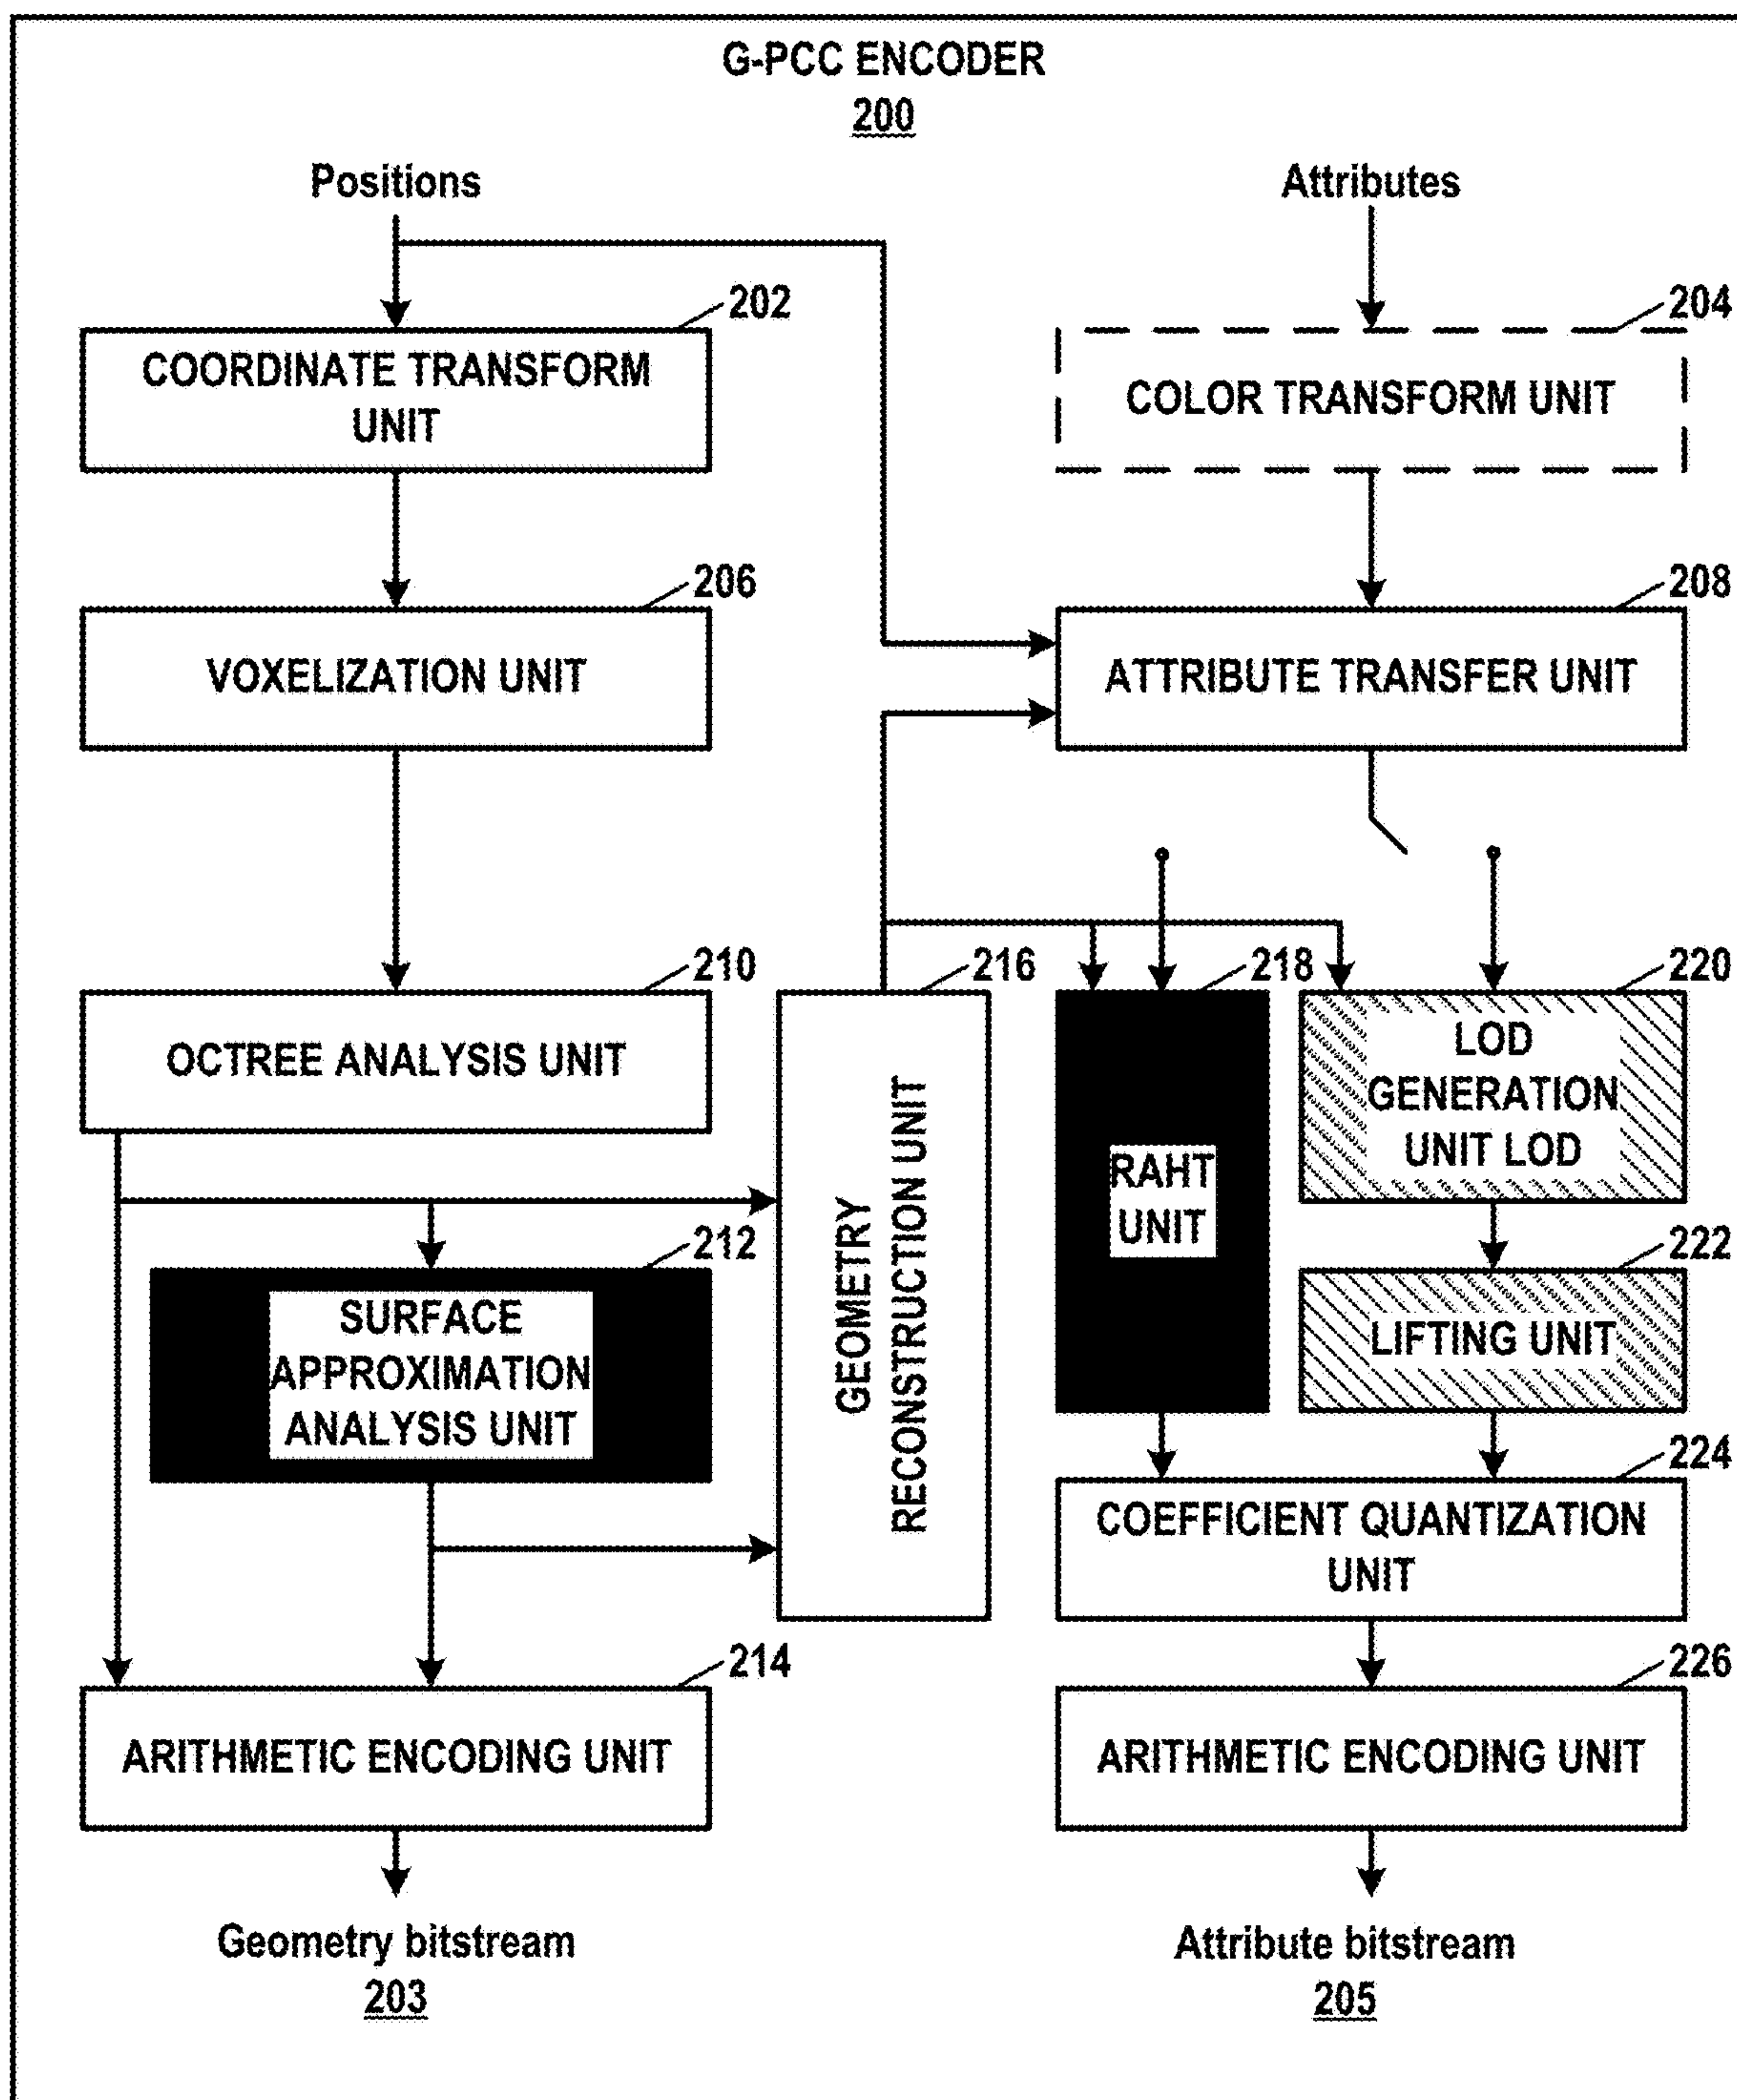 G-PCC ENCODER
200
Positions
Attributes
202
204
COORDINATE TRANSFORM
UNIT
COLOR TRANSFORM UNIT
206
208
VOXELIZATION UNIT
ATTRIBUTE TRANSFER UNIT
210
216
218
220
OCTREE ANALYSIS UNIT
GEOMETRY
RECONSTRUCTION UNIT
RAHT
UNIT
LOD
GENERATION
UNIT LOD
212
222
SURFACE
APPROXIMATION
ANALYSIS UNIT
LIFTING UNIT
224
COEFFICIENT QUANTIZATION
UNIT
214
226
ARITHMETIC ENCODING UNIT
ARITHMETIC ENCODING UNIT
Geometry bitstream
203
Attribute bitstream
205